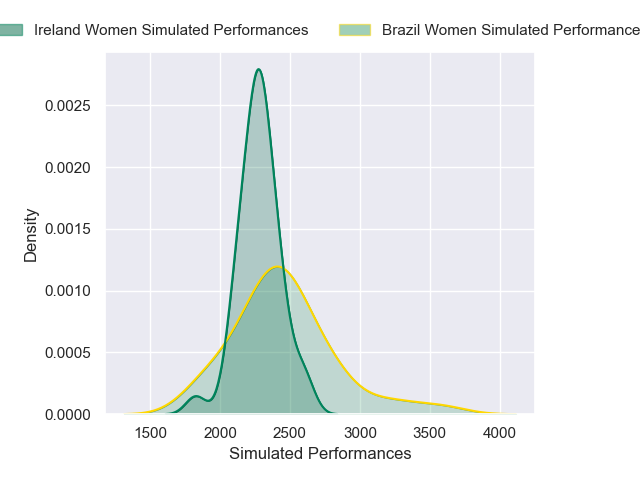 Ireland Women Simulated Performances Brazil Women Simulated Performance
0.0025
0.0020
0.0015
0.0010
0.0005
0.0000
Density
1500 2000 2500 3000 3500 4000
Simulated Performances